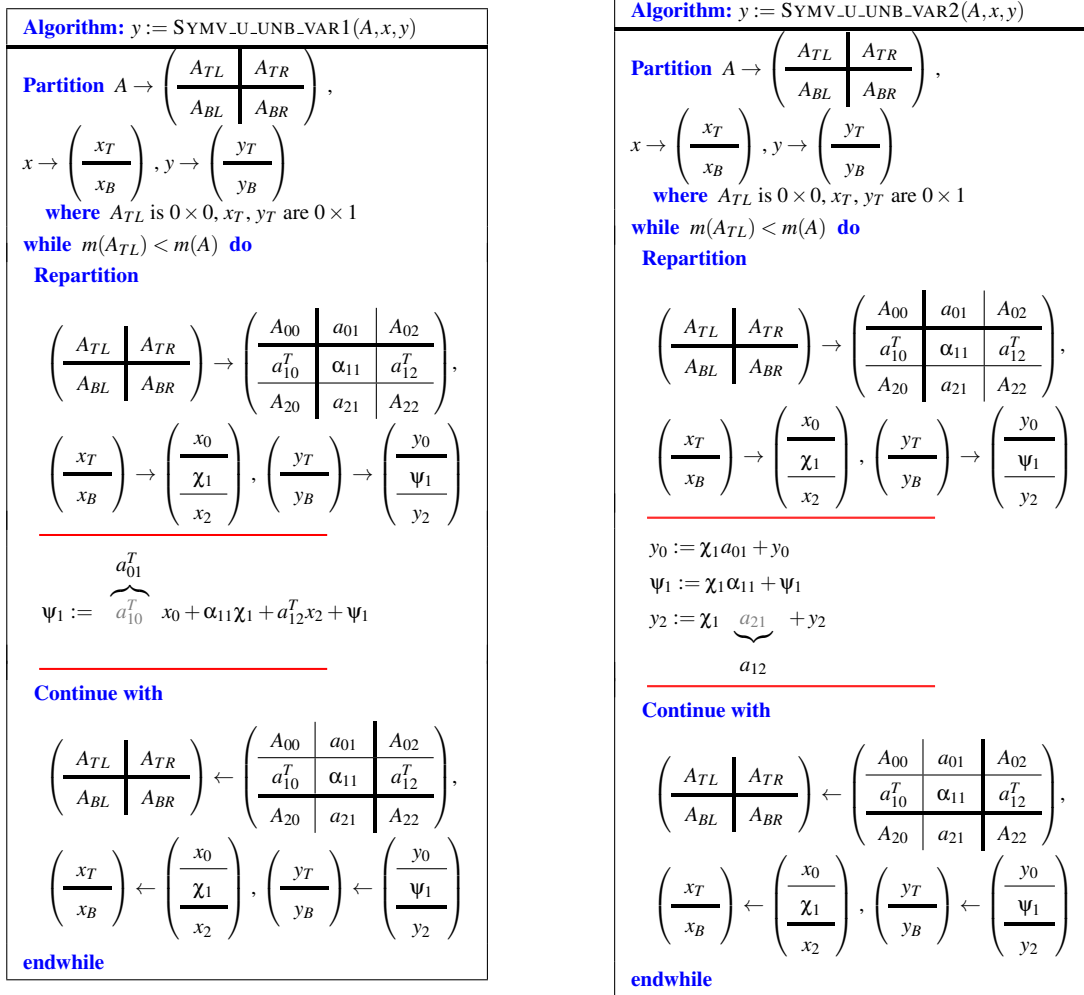 Algorithm: y := SYMV_U_UNB_VAR1(A,x,y)
Partition A → ( A_TL A_TR
A_BL A_BR ) ,
x → ( x_T
x_B ) , y → ( y_T
y_B )
where A_TL is 0 × 0, x_T, y_T are 0 × 1
while m(A_TL) < m(A) do
Repartition
( A_TL A_TR
A_BL A_BR ) → ( A_00 a_01 A_02
a_10^T α_11 a_12^T
A_20 a_21 A_22 ) ,
( x_T
x_B ) → ( x_0
χ_1
x_2 ) , ( y_T
y_B ) → ( y_0
ψ_1
y_2 )
a_01^T
ψ_1 := a_10^T x_0 + α_11 χ_1 + a_12^T x_2 + ψ_1
Continue with
( A_TL A_TR
A_BL A_BR ) ← ( A_00 a_01 A_02
a_10^T α_11 a_12^T
A_20 a_21 A_22 ) ,
( x_T
x_B ) ← ( x_0
χ_1
x_2 ) , ( y_T
y_B ) ← ( y_0
ψ_1
y_2 )
endwhile
Algorithm: y := SYMV_U_UNB_VAR2(A,x,y)
Partition A → ( A_TL A_TR
A_BL A_BR ) ,
x → ( x_T
x_B ) , y → ( y_T
y_B )
where A_TL is 0 × 0, x_T, y_T are 0 × 1
while m(A_TL) < m(A) do
Repartition
( A_TL A_TR
A_BL A_BR ) → ( A_00 a_01 A_02
a_10^T α_11 a_12^T
A_20 a_21 A_22 ) ,
( x_T
x_B ) → ( x_0
χ_1
x_2 ) , ( y_T
y_B ) → ( y_0
ψ_1
y_2 )
y_0 := χ_1 a_01 + y_0
ψ_1 := χ_1 α_11 + ψ_1
y_2 := χ_1 a_21 + y_2
a_12
Continue with
( A_TL A_TR
A_BL A_BR ) ← ( A_00 a_01 A_02
a_10^T α_11 a_12^T
A_20 a_21 A_22 ) ,
( x_T
x_B ) ← ( x_0
χ_1
x_2 ) , ( y_T
y_B ) ← ( y_0
ψ_1
y_2 )
endwhile